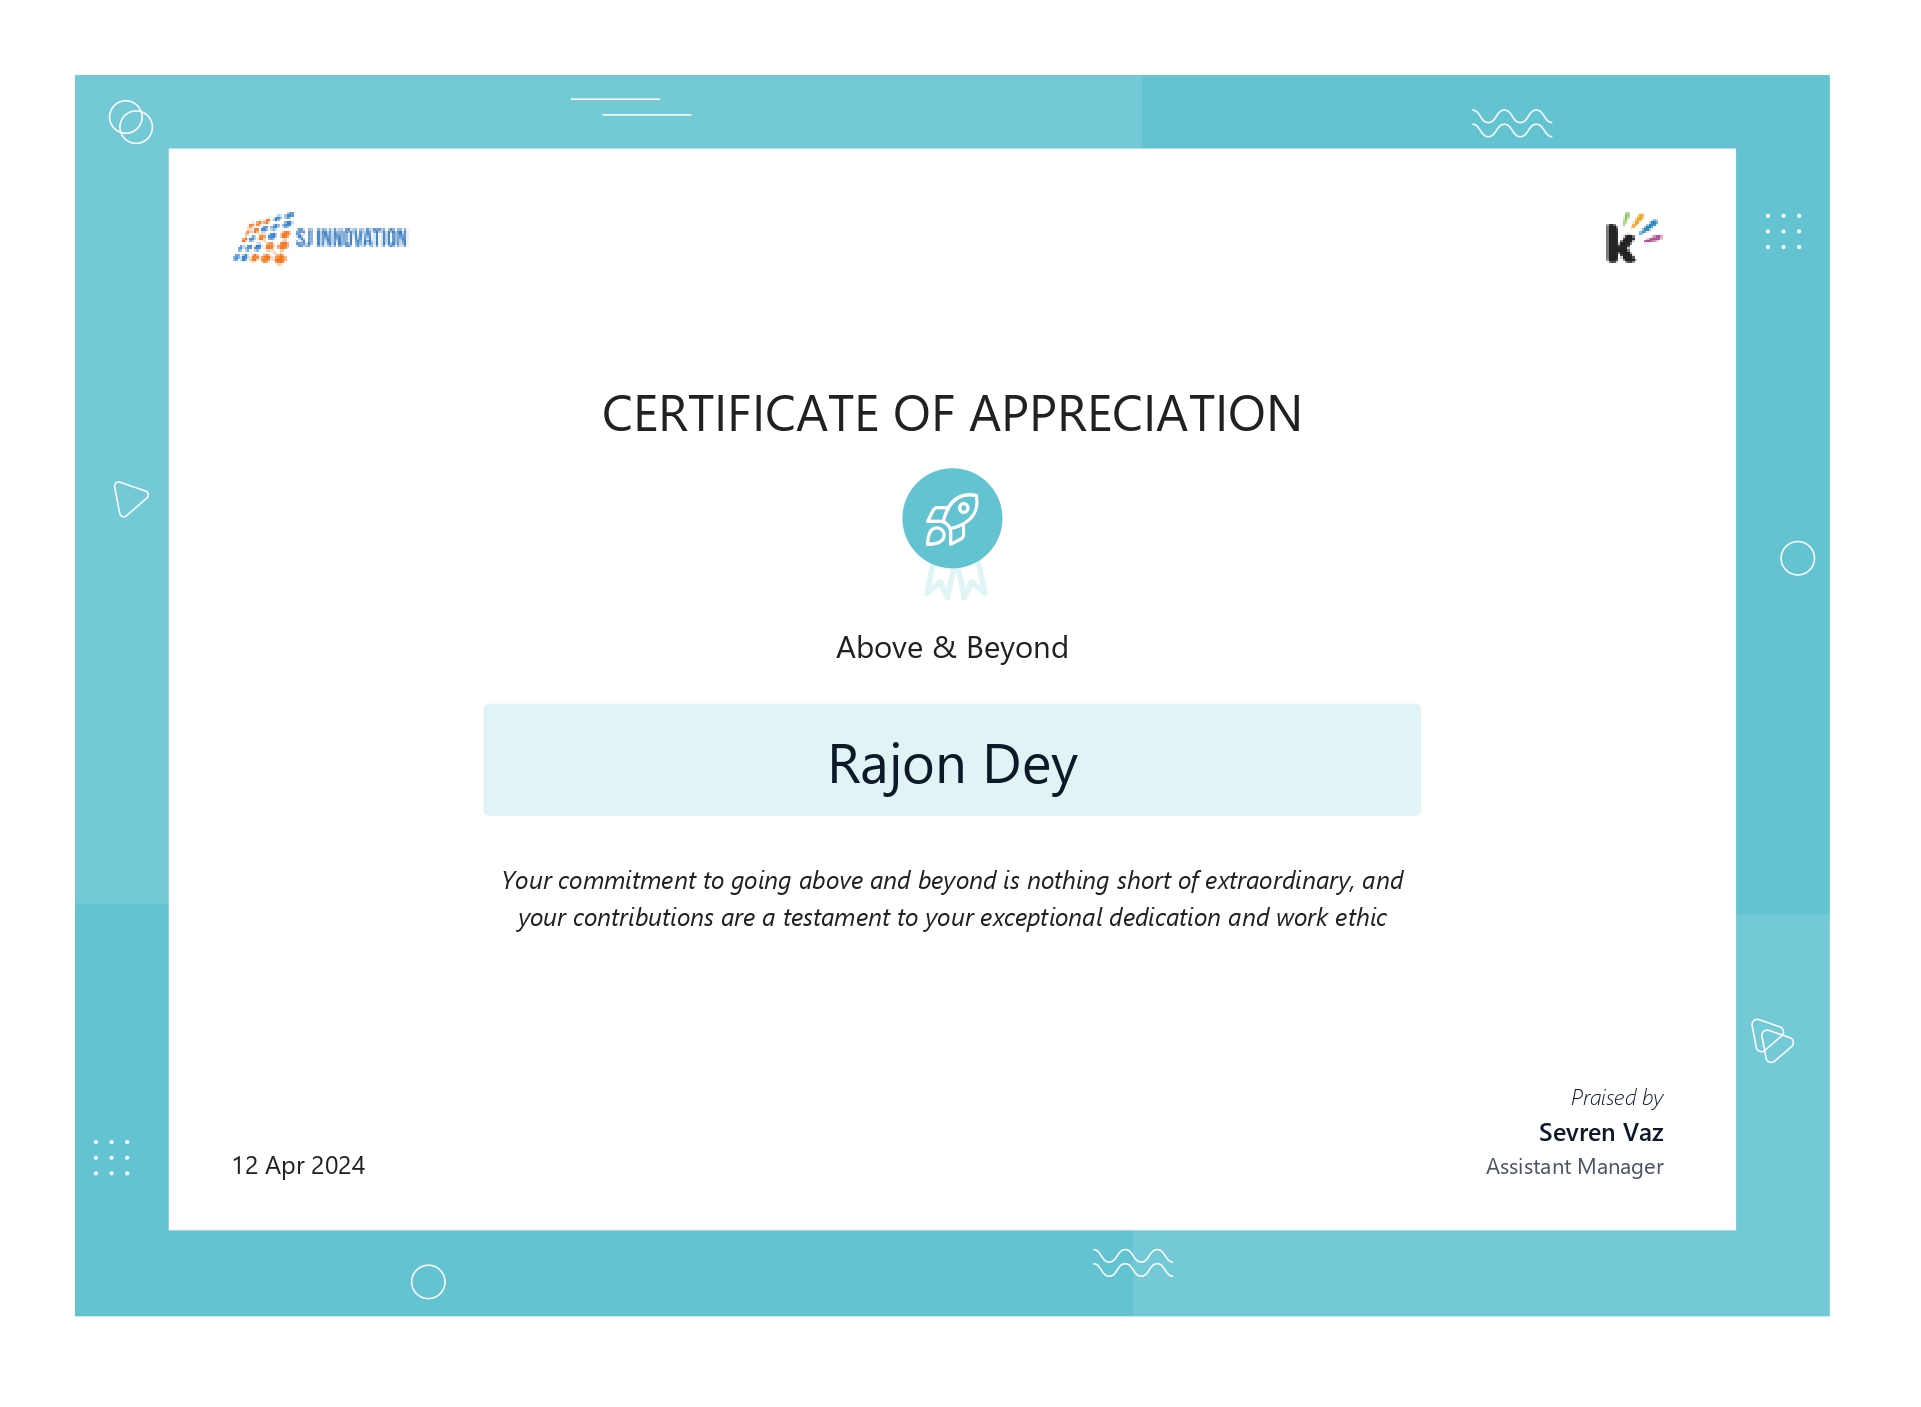 SJ INNOVATION
k
CERTIFICATE OF APPRECIATION
Above & Beyond
Rajon Dey
Your commitment to going above and beyond is nothing short of extraordinary, and
your contributions are a testament to your exceptional dedication and work ethic
Praised by
Sevren Vaz
Assistant Manager
12 Apr 2024